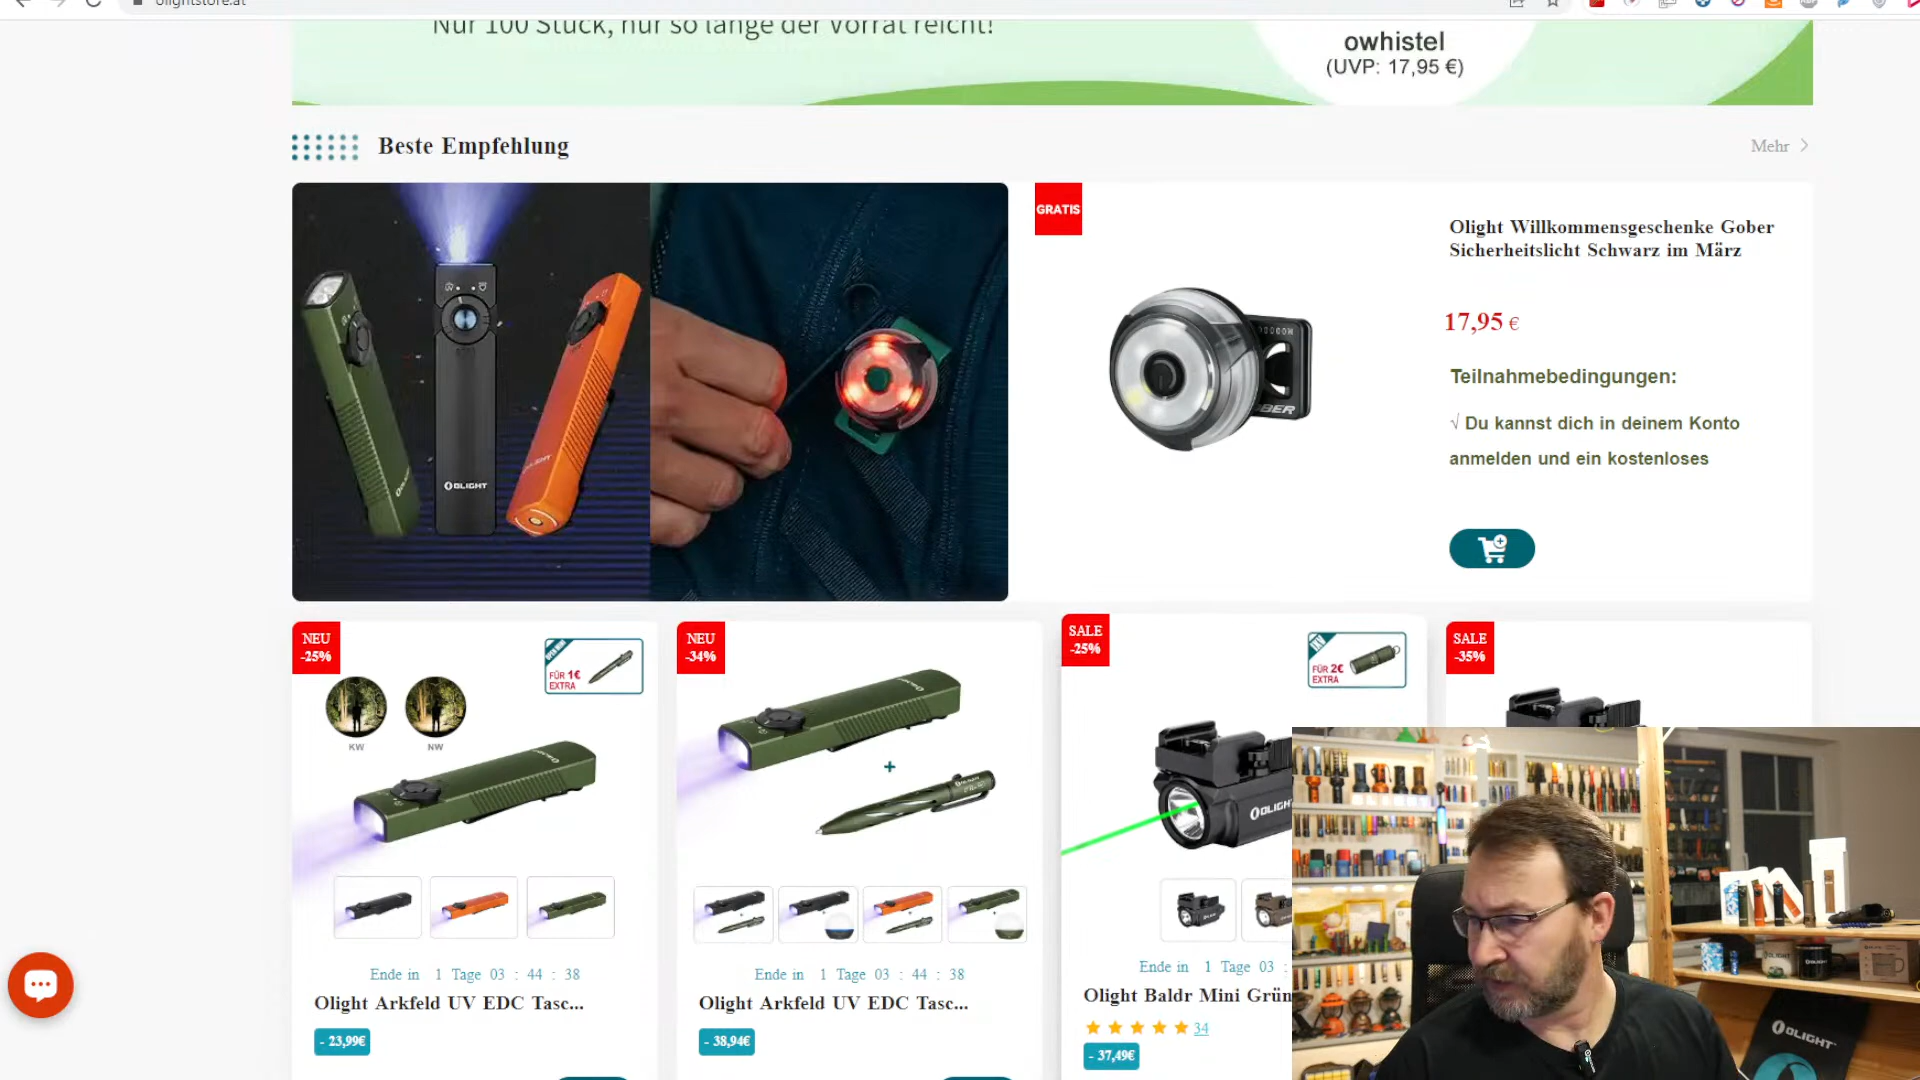 olightstore.at
Nur 100 Stück, nur so lange der Vorrat reicht!
owhistel
(UVP: 17,95 €)
Beste Empfehlung
Mehr
GRATIS
Olight Willkommensgeschenke Gober
Sicherheitslicht Schwarz im März
17,95 €
Teilnahmebedingungen:
√ Du kannst dich in deinem Konto
anmelden und ein kostenloses
OLIGHT
NEU
-25%
FÜR 1€
EXTRA
KW
NW
Ende in 1 Tage 03 : 44 : 38
Olight Arkfeld UV EDC Tasc...
- 23,99€
NEU
-34%
+
Ende in 1 Tage 03 : 44 : 38
Olight Arkfeld UV EDC Tasc...
- 38,94€
SALE
-25%
FÜR 2€
EXTRA
Ende in 1 Tage 03 :
Olight Baldr Mini Grün
34
- 37,49€
SALE
-35%
OLIGHT